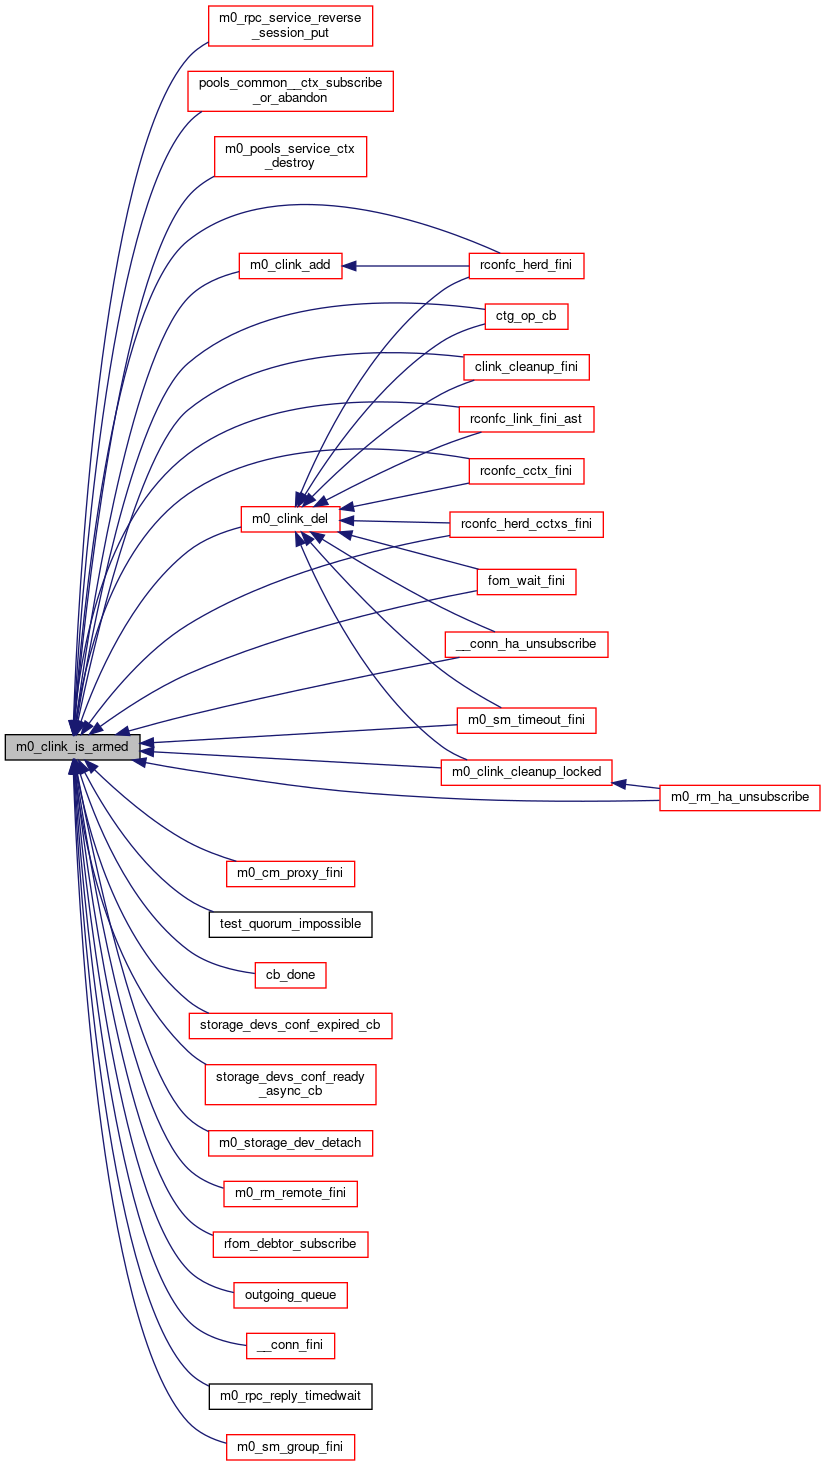 m0_rpc_service_reverse
_session_put
pools_common__ctx_subscribe
_or_abandon
m0_pools_service_ctx
_destroy
m0_clink_add
rconfc_herd_fini
ctg_op_cb
clink_cleanup_fini
rconfc_link_fini_ast
rconfc_cctx_fini
m0_clink_del
rconfc_herd_cctxs_fini
fom_wait_fini
__conn_ha_unsubscribe
m0_sm_timeout_fini
m0_clink_is_armed
m0_clink_cleanup_locked
m0_rm_ha_unsubscribe
m0_cm_proxy_fini
test_quorum_impossible
cb_done
storage_devs_conf_expired_cb
storage_devs_conf_ready
_async_cb
m0_storage_dev_detach
m0_rm_remote_fini
rfom_debtor_subscribe
outgoing_queue
__conn_fini
m0_rpc_reply_timedwait
m0_sm_group_fini